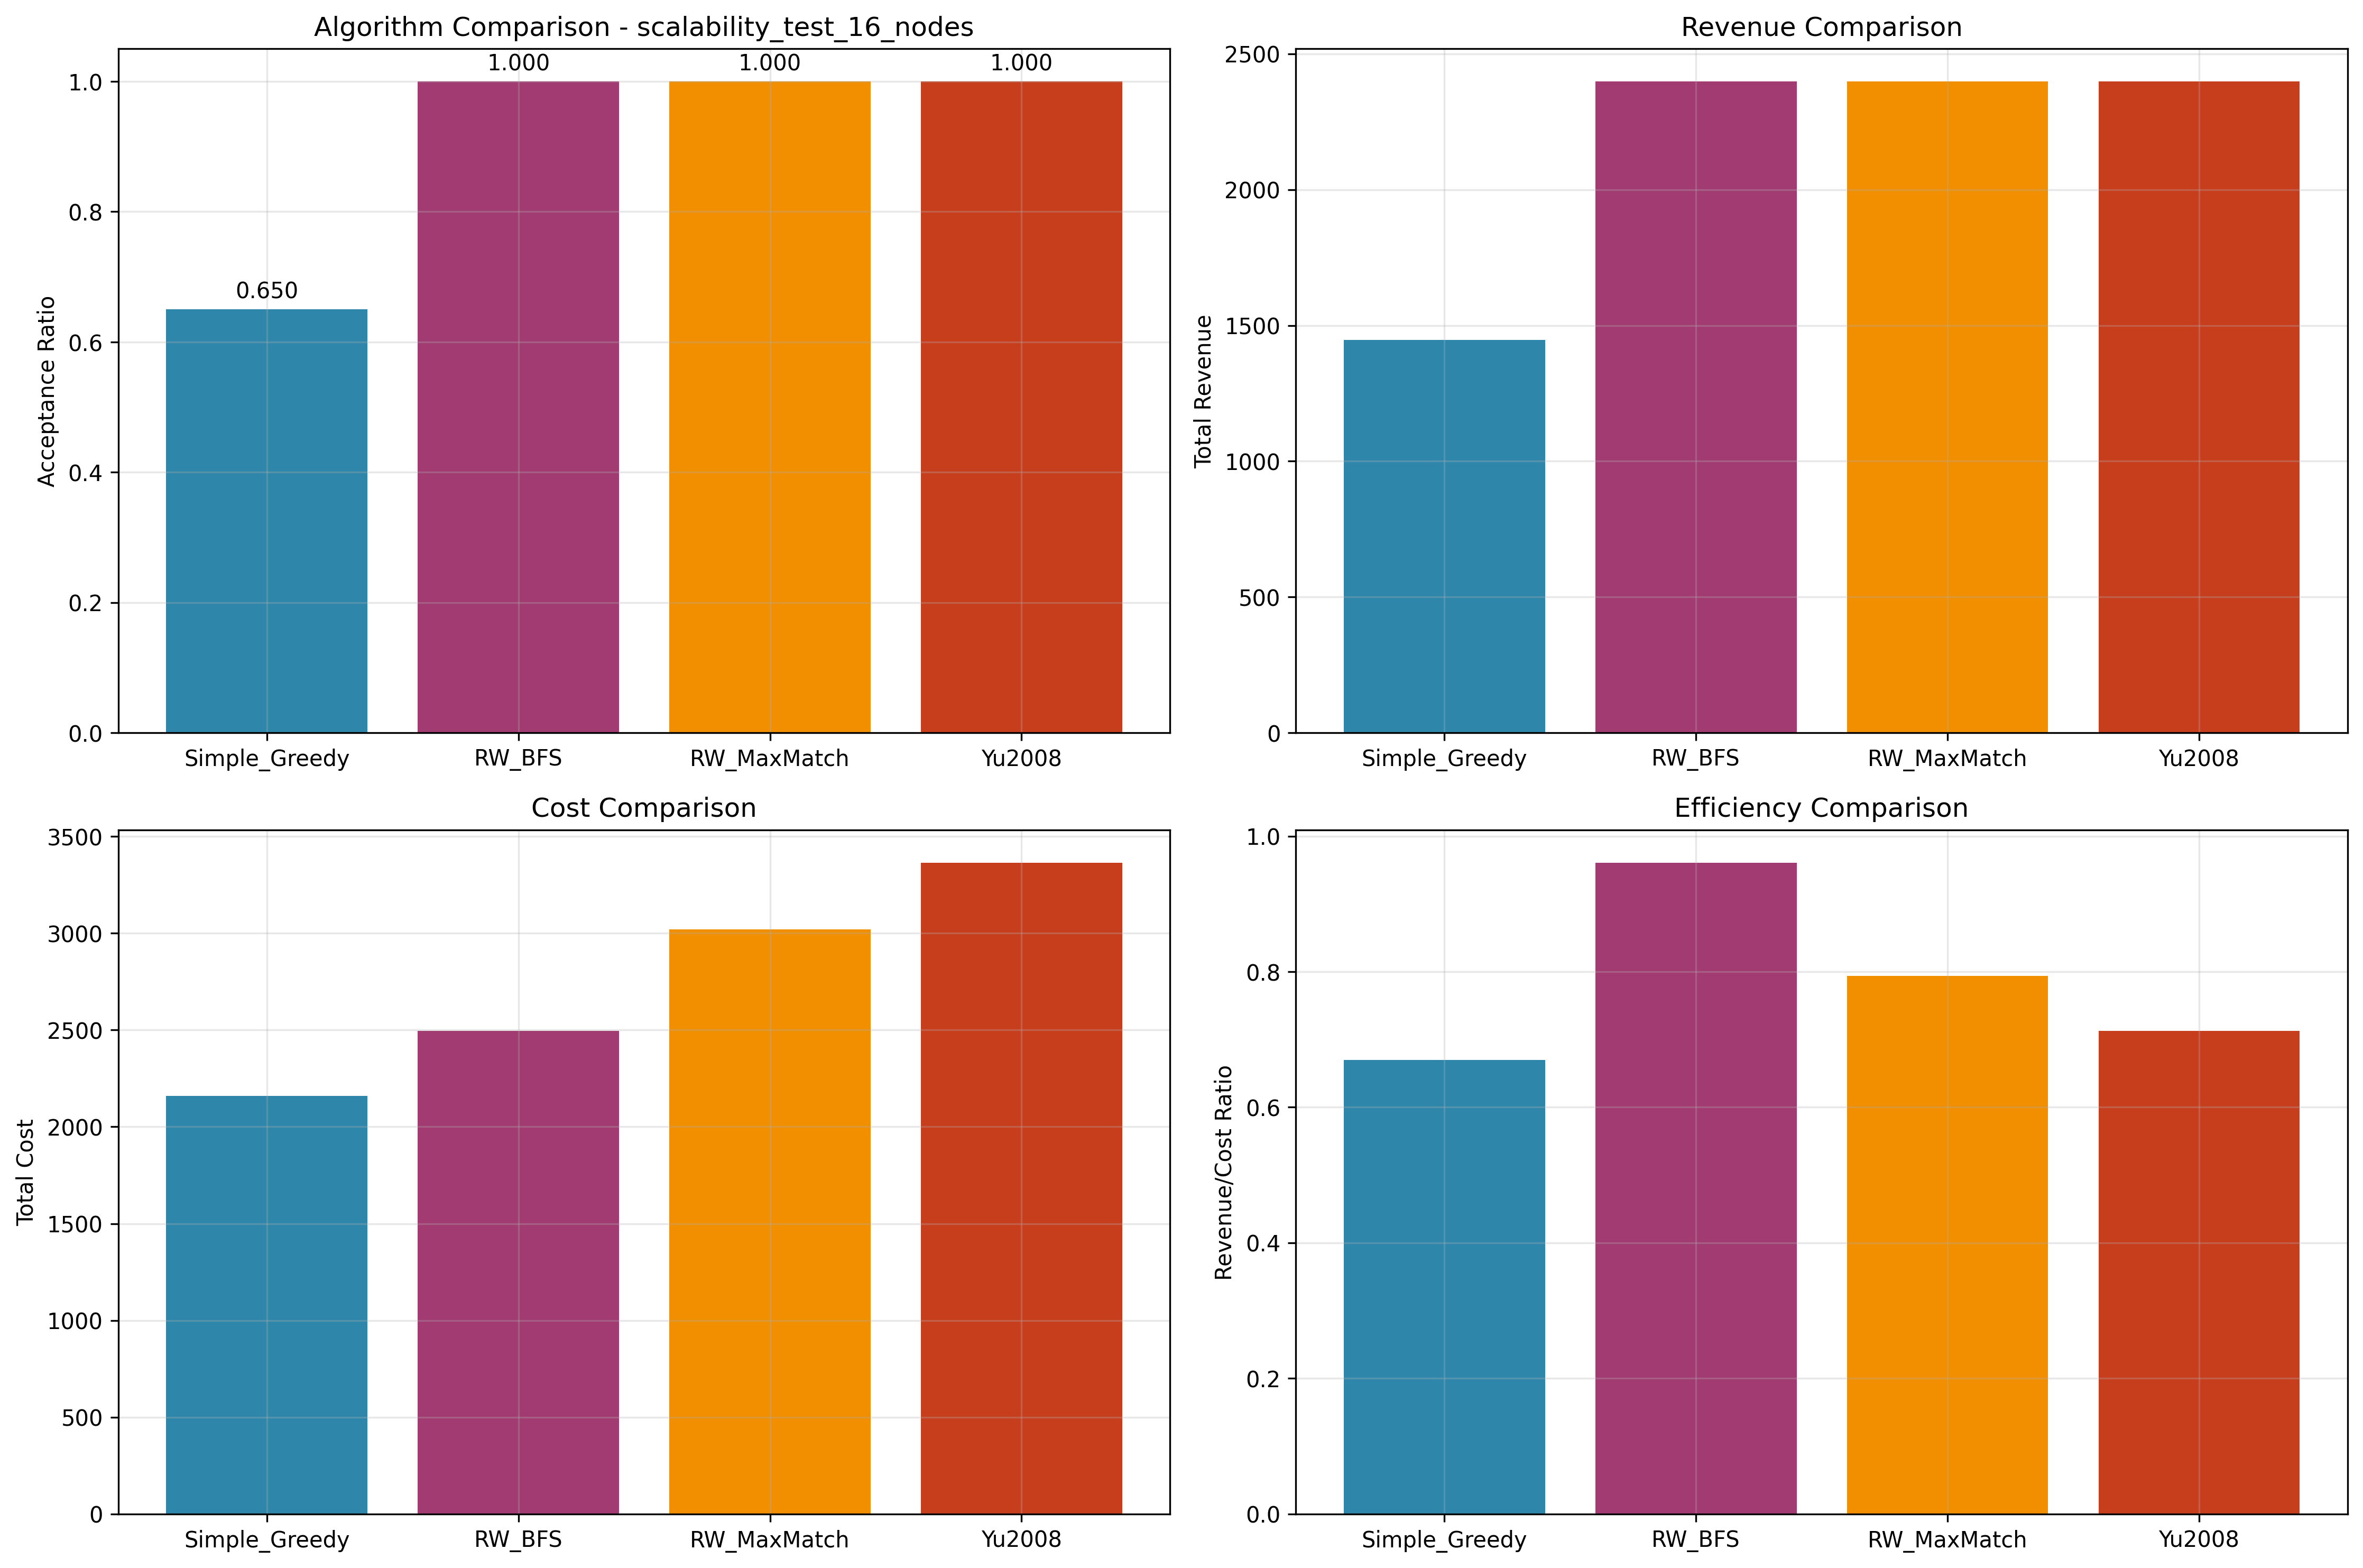 Algorithm Comparison - scalability_test_16_nodes
Acceptance Ratio
1.0
0.8
0.6
0.4
0.2
0.0
0.650
1.000
1.000
1.000
Simple_Greedy
RW_BFS
RW_MaxMatch
Yu2008
Revenue Comparison
Total Revenue
2500
2000
1500
1000
500
0
Simple_Greedy
RW_BFS
RW_MaxMatch
Yu2008
Cost Comparison
Total Cost
3500
3000
2500
2000
1500
1000
500
0
Simple_Greedy
RW_BFS
RW_MaxMatch
Yu2008
Efficiency Comparison
Revenue/Cost Ratio
1.0
0.8
0.6
0.4
0.2
0.0
Simple_Greedy
RW_BFS
RW_MaxMatch
Yu2008